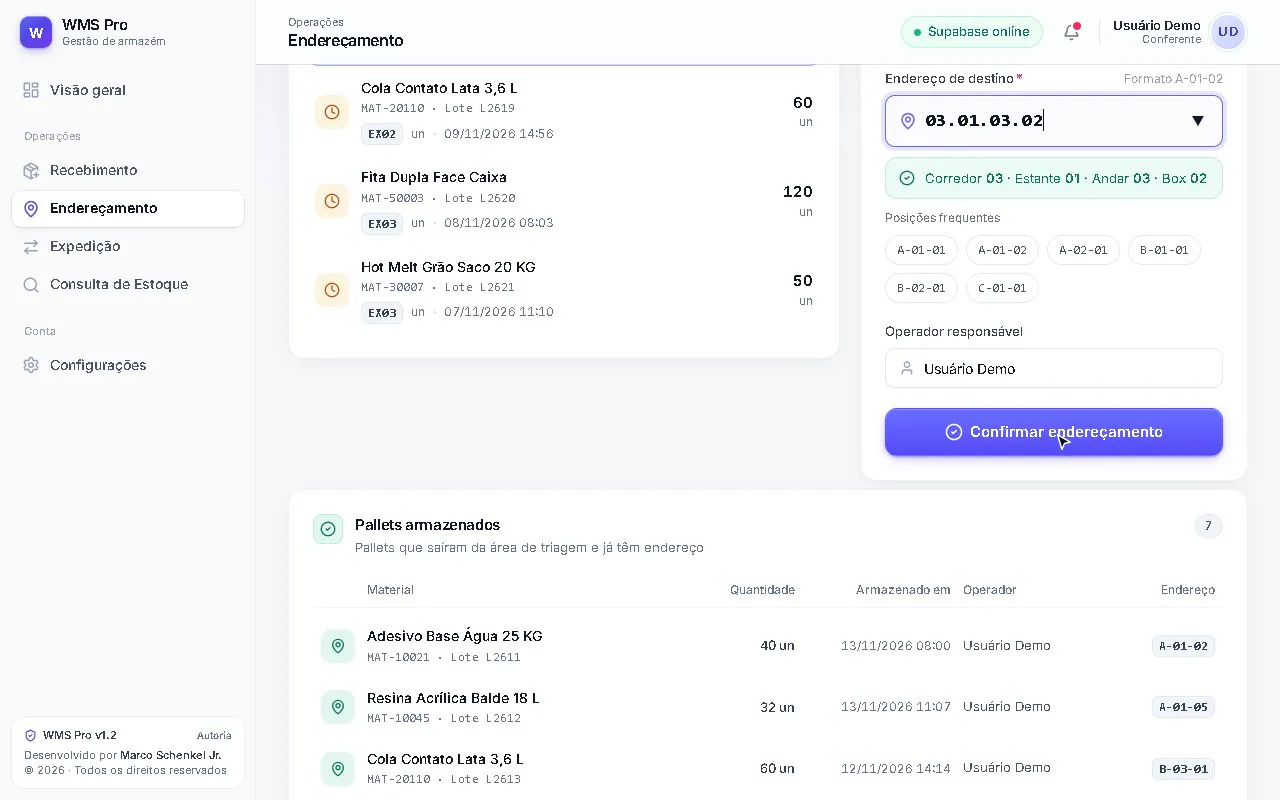 W
WMS Pro
Gestão de armazém
Visão geral
Operações
Recebimento
Endereçamento
Expedição
Consulta de Estoque
Conta
Configurações
WMS Pro v1.2
Autoria
Desenvolvido por Marco Schenkel Jr.
© 2026 · Todos os direitos reservados
Operações
Endereçamento
Supabase online
Usuário Demo
Conferente
UD
Cola Contato Lata 3,6 L
MAT-20110 • Lote L2619
EX02 un · 09/11/2026 14:56
60
un
Fita Dupla Face Caixa
MAT-50003 • Lote L2620
EX03 un · 08/11/2026 08:03
120
un
Hot Melt Grão Saco 20 KG
MAT-30007 • Lote L2621
EX03 un · 07/11/2026 11:10
50
un
Endereço de destino *
Formato A-01-02
03.01.03.02
Corredor 03 · Estante 01 · Andar 03 · Box 02
Posições frequentes
A-01-01 A-01-02 A-02-01 B-01-01
B-02-01 C-01-01
Operador responsável
Usuário Demo
Confirmar endereçamento
Pallets armazenados
7
Pallets que saíram da área de triagem e já têm endereço
Material Quantidade Armazenado em Operador Endereço
Adesivo Base Água 25 KG
MAT-10021 • Lote L2611
40 un 13/11/2026 08:00 Usuário Demo A-01-02
Resina Acrílica Balde 18 L
MAT-10045 • Lote L2612
32 un 13/11/2026 11:07 Usuário Demo A-01-05
Cola Contato Lata 3,6 L
MAT-20110 • Lote L2613
60 un 12/11/2026 14:14 Usuário Demo B-03-01